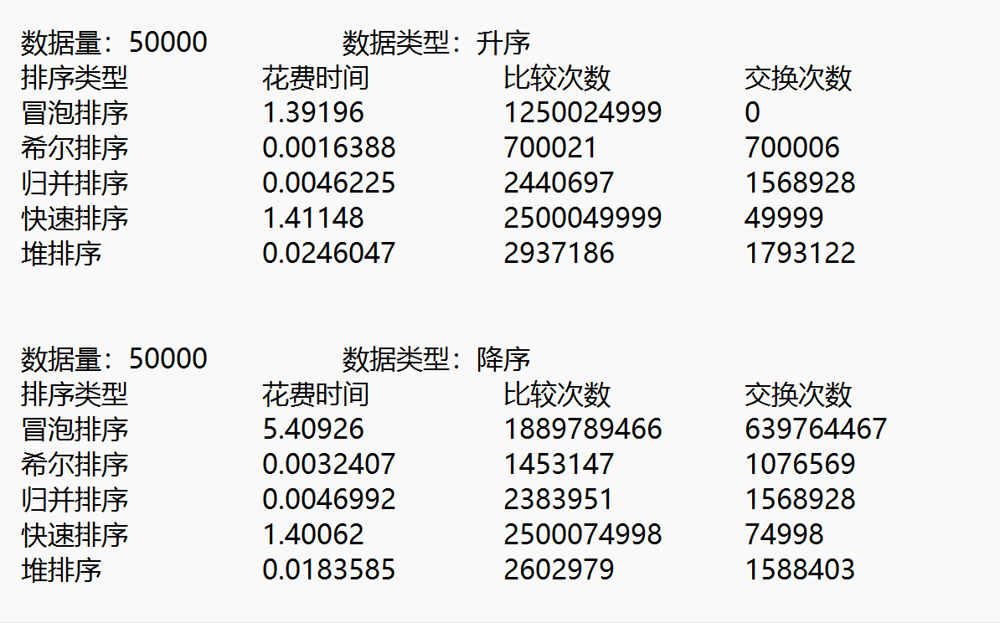 数据量：50000 数据类型：升序
排序类型 花费时间 比较次数 交换次数
冒泡排序 1.39196 1250024999 0
希尔排序 0.0016388 700021 700006
归并排序 0.0046225 2440697 1568928
快速排序 1.41148 2500049999 49999
堆排序 0.0246047 2937186 1793122
数据量：50000 数据类型：降序
排序类型 花费时间 比较次数 交换次数
冒泡排序 5.40926 1889789466 639764467
希尔排序 0.0032407 1453147 1076569
归并排序 0.0046992 2383951 1568928
快速排序 1.40062 2500074998 74998
堆排序 0.0183585 2602979 1588403